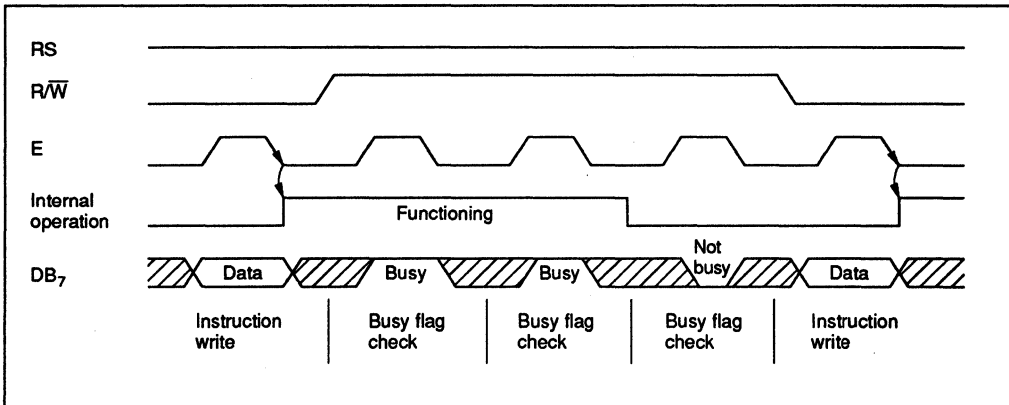 RS
R/W̅
E
Internal
operation
Functioning
DB₇
Data
Busy
Busy
Not
busy
Data
Instruction
write
Busy flag
check
Busy flag
check
Busy flag
check
Instruction
write